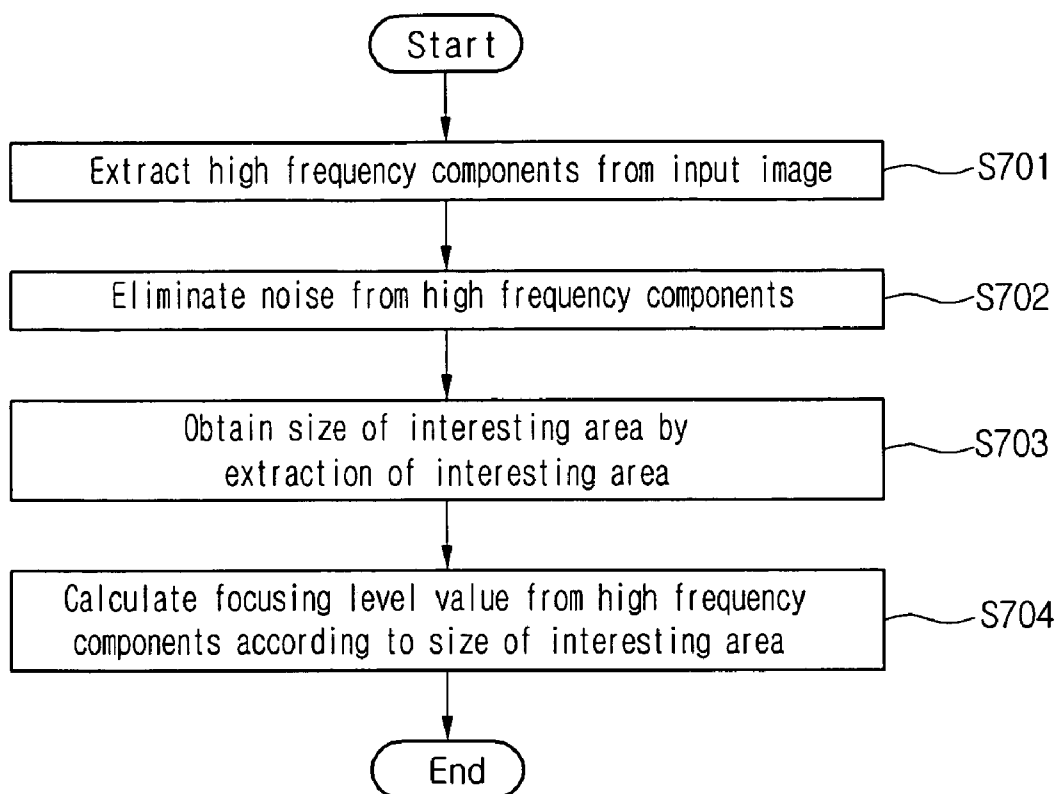 Start
Extract high frequency components from input image
S701
Eliminate noise from high frequency components
S702
Obtain size of interesting area by
extraction of interesting area
S703
Calculate focusing level value from high frequency
components according to size of interesting area
S704
End